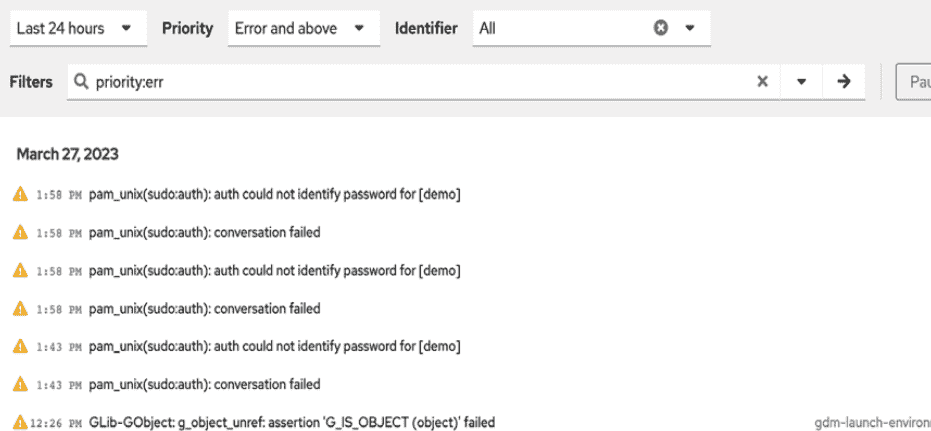 Last 24 hours Priority Error and above Identifier All
Filters priority:err
March 27, 2023
1:58 PM pam_unix(sudo:auth): auth could not identify password for [demo]
1:58 PM pam_unix(sudo:auth): conversation failed
1:58 PM pam_unix(sudo:auth): auth could not identify password for [demo]
1:58 PM pam_unix(sudo:auth): conversation failed
1:43 PM pam_unix(sudo:auth): auth could not identify password for [demo]
1:43 PM pam_unix(sudo:auth): conversation failed
12:26 PM GLib-GObject: g_object_unref: assertion 'G_IS_OBJECT (object)' failed gdm-launch-environ